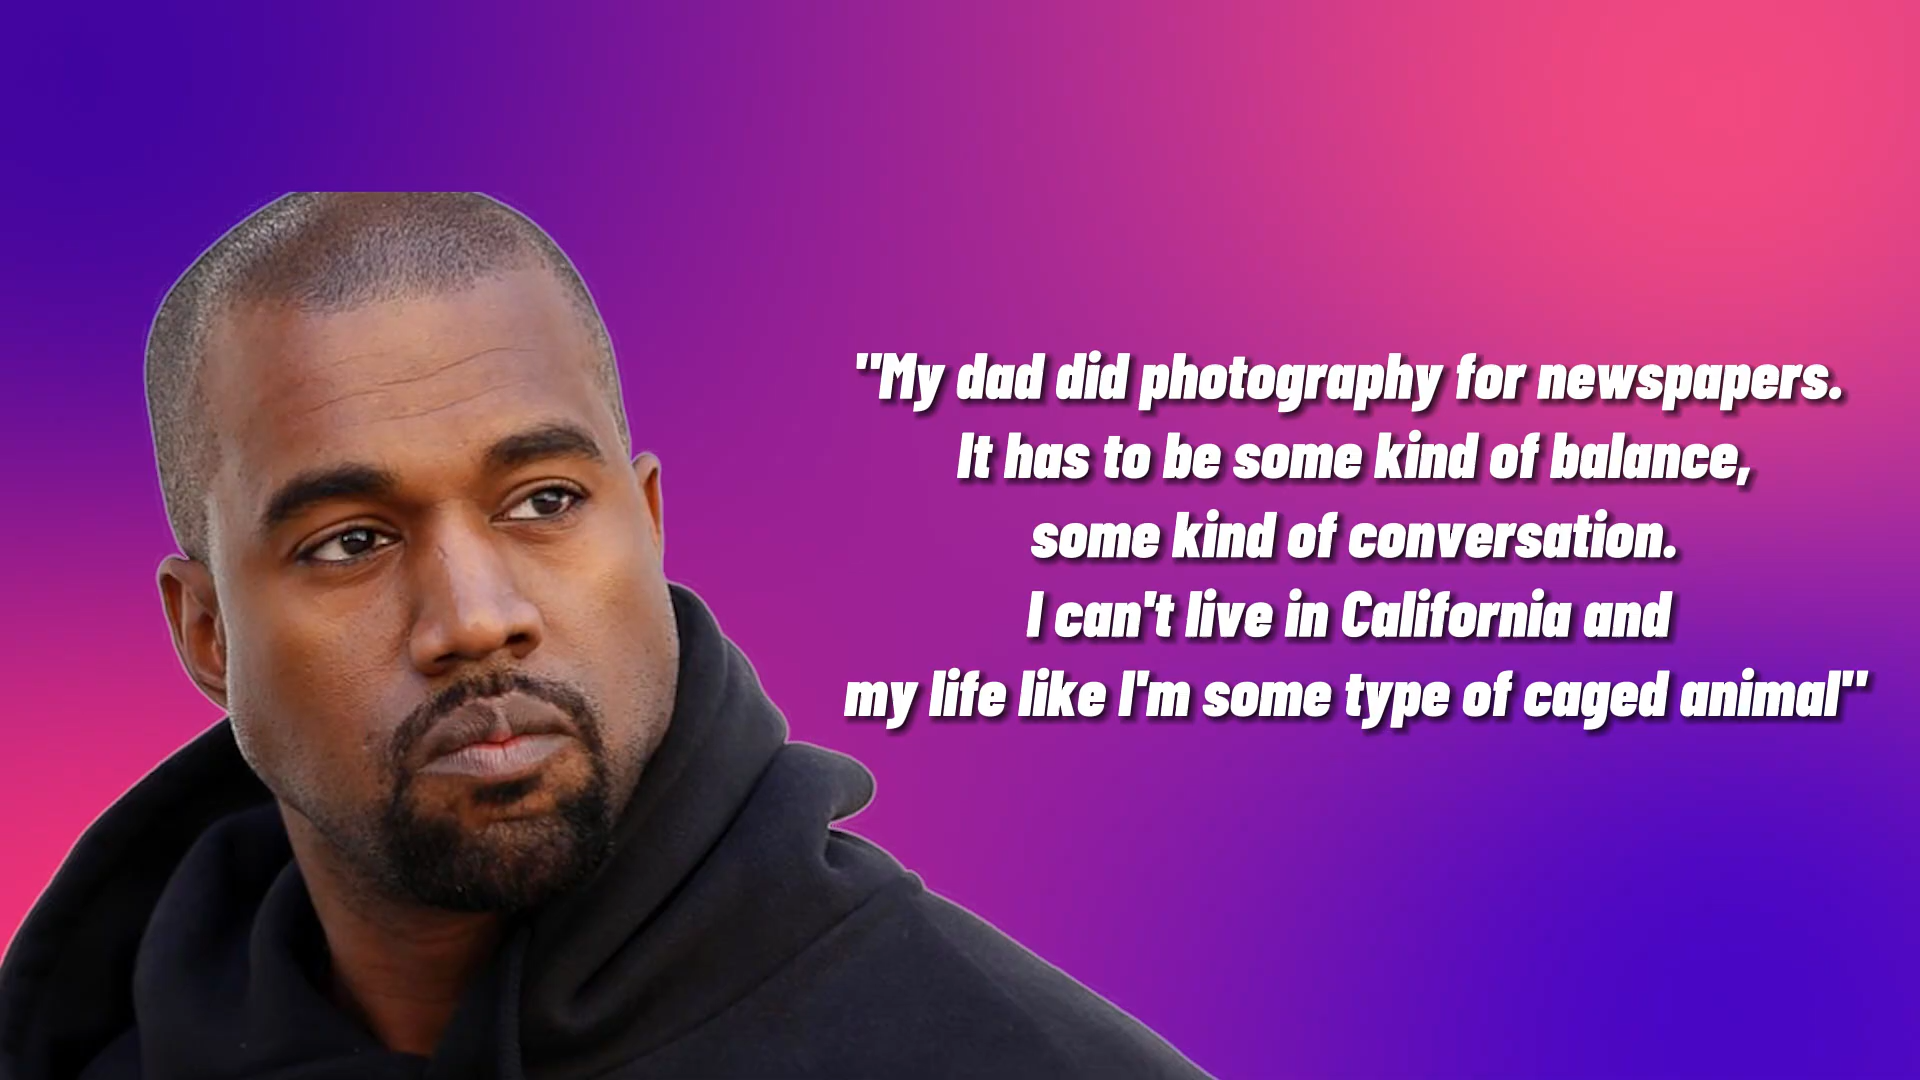 "My dad did photography for newspapers.
It has to be some kind of balance,
some kind of conversation.
I can't live in California and
my life like I'm some type of caged animal"